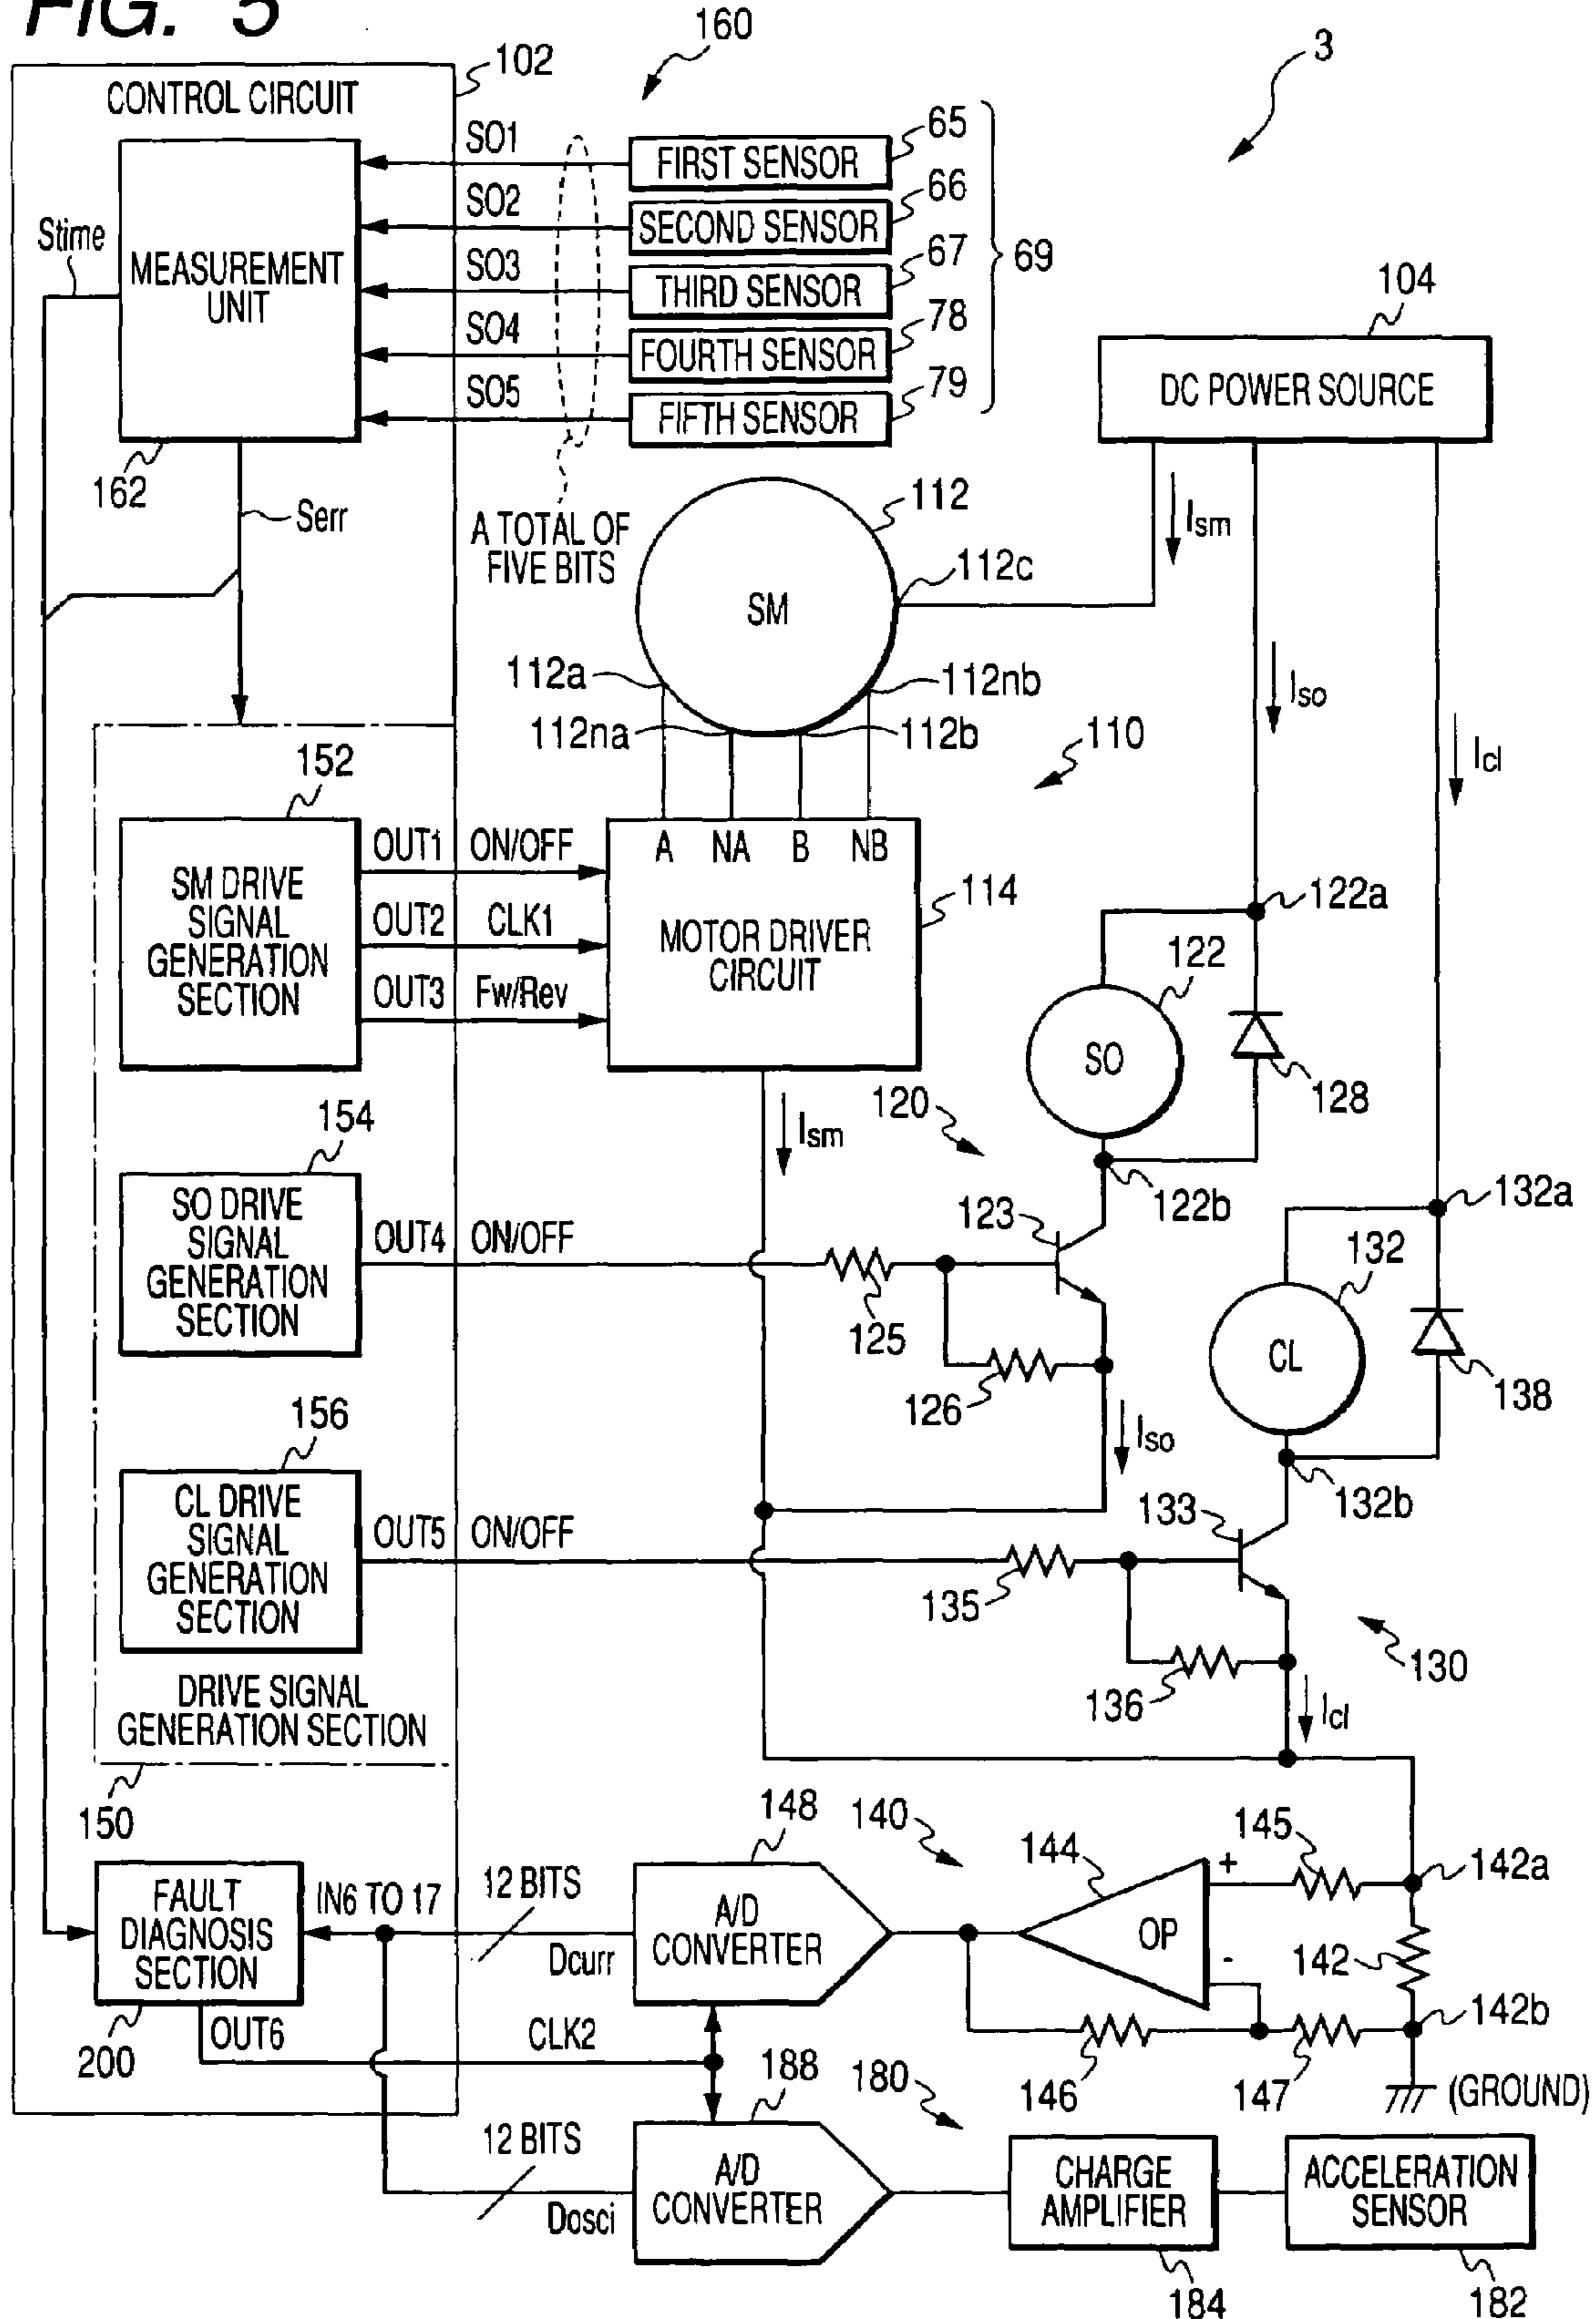 FIG. 5
160
3
102
CONTROL CIRCUIT
SO1
FIRST SENSOR
65
SO2
SECOND SENSOR
66
Stime
MEASUREMENT
UNIT
SO3
THIRD SENSOR
67
69
SO4
FOURTH SENSOR
78
SO5
FIFTH SENSOR
79
104
DC POWER SOURCE
162
Serr
A TOTAL OF
FIVE BITS
112
Ism
112c
SM
112a
112nb
Iso
112na
112b
110
Icl
152
A NA B NB
SM DRIVE
SIGNAL
GENERATION
SECTION
OUT1 ON/OFF
OUT2 CLK1
OUT3 Fw/Rev
MOTOR DRIVER
CIRCUIT
114
122a
122
SO
128
120
Ism
122b
154
SO DRIVE
SIGNAL
GENERATION
SECTION
OUT4 ON/OFF
123
125
126
Iso
132a
132
CL
138
132b
156
CL DRIVE
SIGNAL
GENERATION
SECTION
OUT5 ON/OFF
133
135
136
130
Icl
DRIVE SIGNAL
GENERATION SECTION
150
148
140
144
145
142a
FAULT
DIAGNOSIS
SECTION
IN6 TO 17
12 BITS
Dcurr
A/D
CONVERTER
+
OP
-
142
142b
200
OUT6
CLK2
188
180
146
147
(GROUND)
12 BITS
Dosci
A/D
CONVERTER
CHARGE
AMPLIFIER
ACCELERATION
SENSOR
184
182